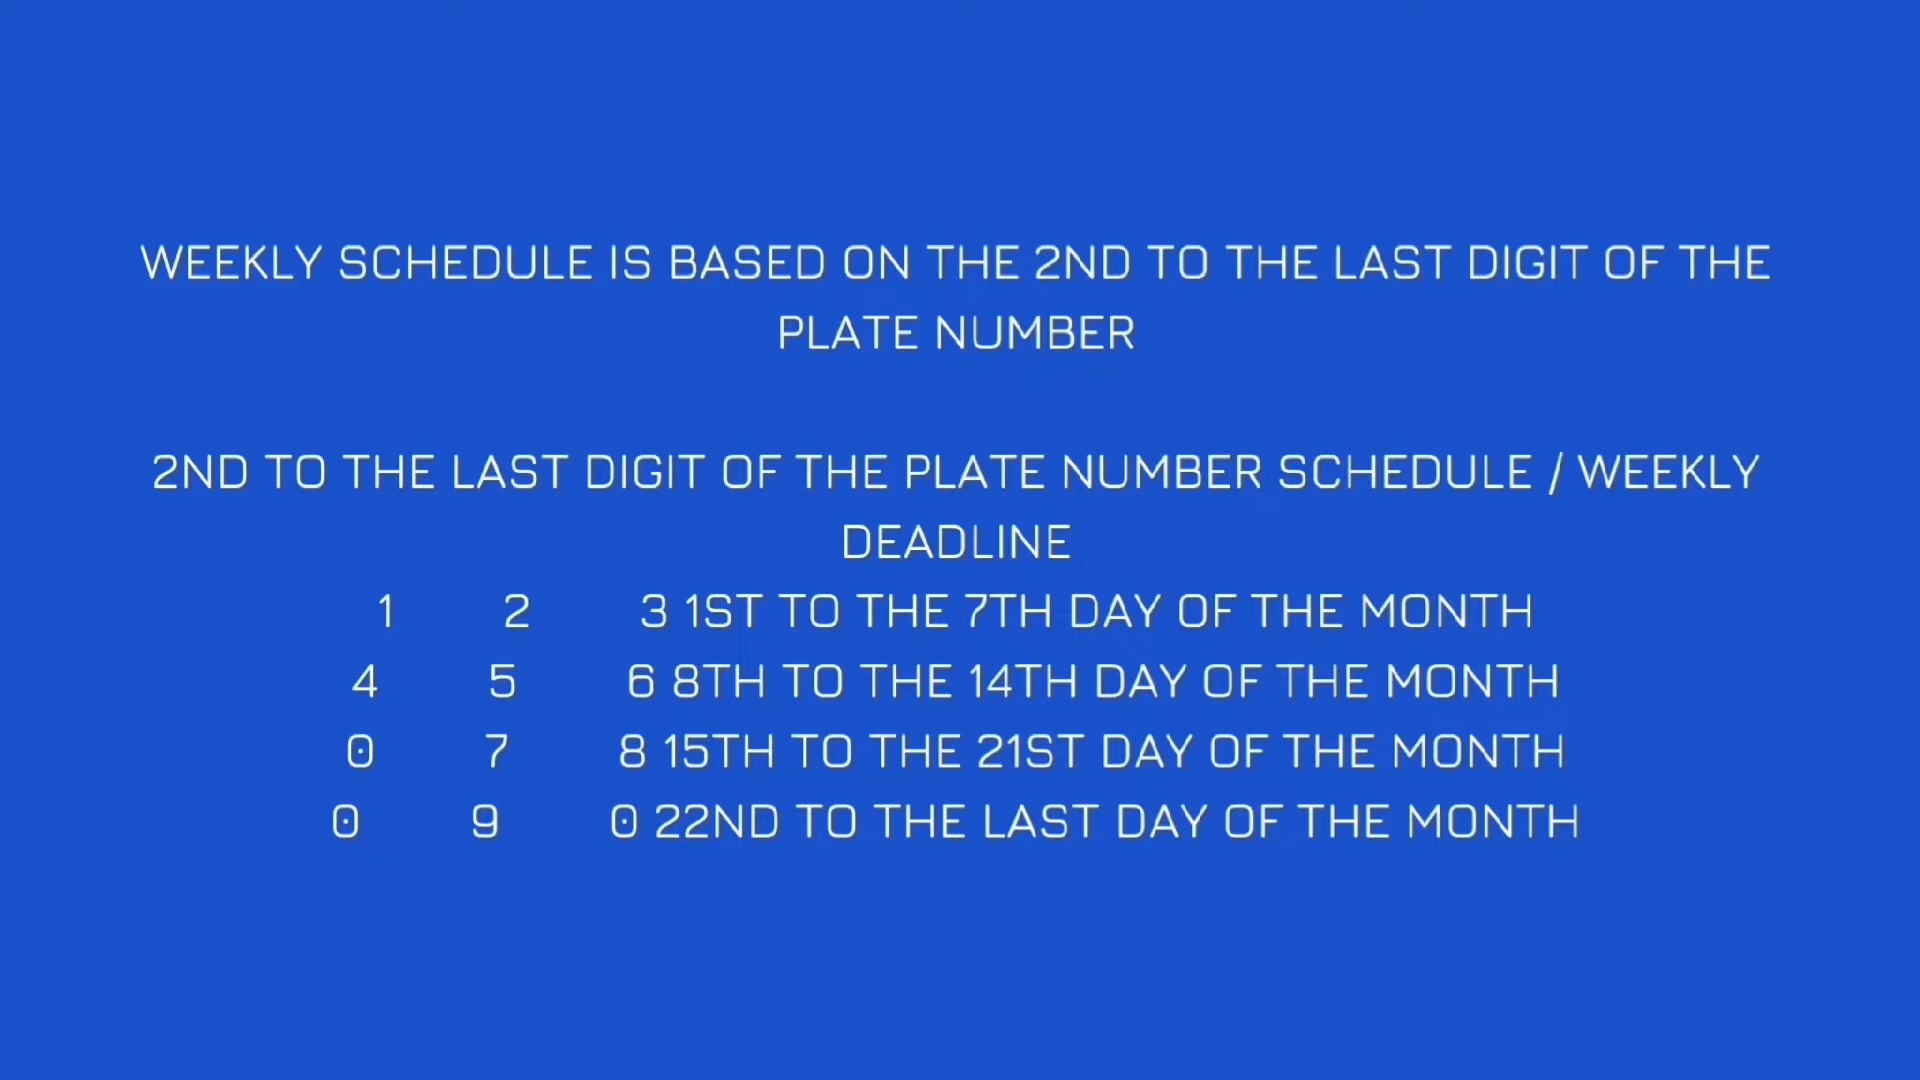 WEEKLY SCHEDULE IS BASED ON THE 2ND TO THE LAST DIGIT OF THE
PLATE NUMBER
2ND TO THE LAST DIGIT OF THE PLATE NUMBER SCHEDULE / WEEKLY
DEADLINE
1 2 3 1ST TO THE 7TH DAY OF THE MONTH
4 5 6 8TH TO THE 14TH DAY OF THE MONTH
0 7 8 15TH TO THE 21ST DAY OF THE MONTH
0 9 0 22ND TO THE LAST DAY OF THE MONTH